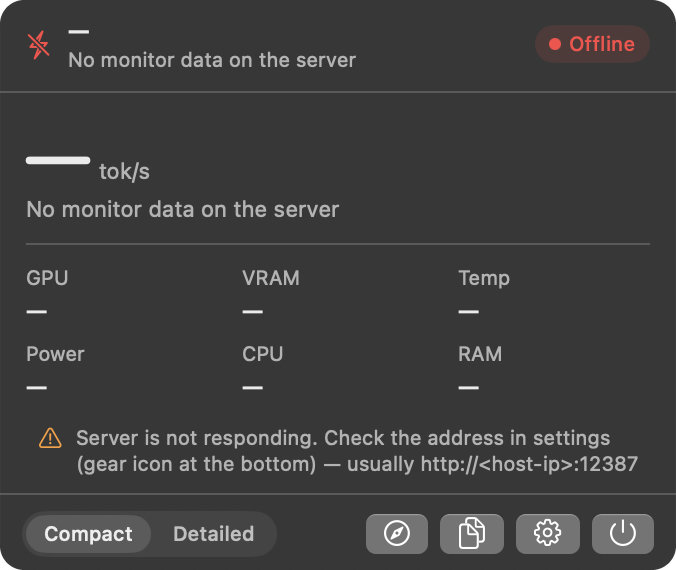 —
No monitor data on the server
Offline
— tok/s
No monitor data on the server
GPU VRAM Temp
— — —
Power CPU RAM
— — —
Server is not responding. Check the address in settings
(gear icon at the bottom) — usually http://<host-ip>:12387
Compact Detailed